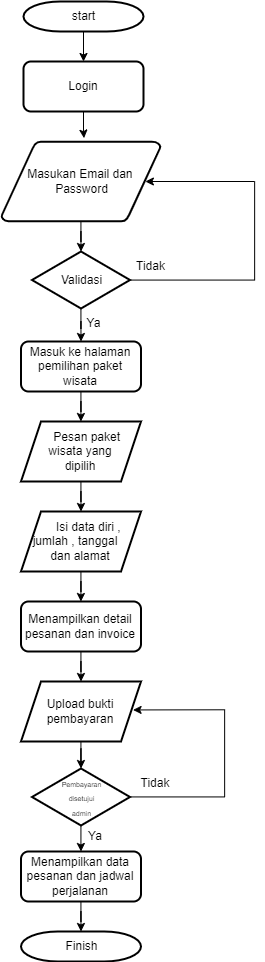 start
Login
Masukan Email dan
Password
Validasi
Tidak
Ya
Masuk ke halaman
pemilihan paket
wisata
Pesan paket
wisata yang
dipilih
Isi data diri ,
jumlah , tanggal
dan alamat
Menampilkan detail
pesanan dan invoice
Upload bukti
pembayaran
Pembayaran
disetujui
admin
Tidak
Ya
Menampilkan data
pesanan dan jadwal
perjalanan
Finish